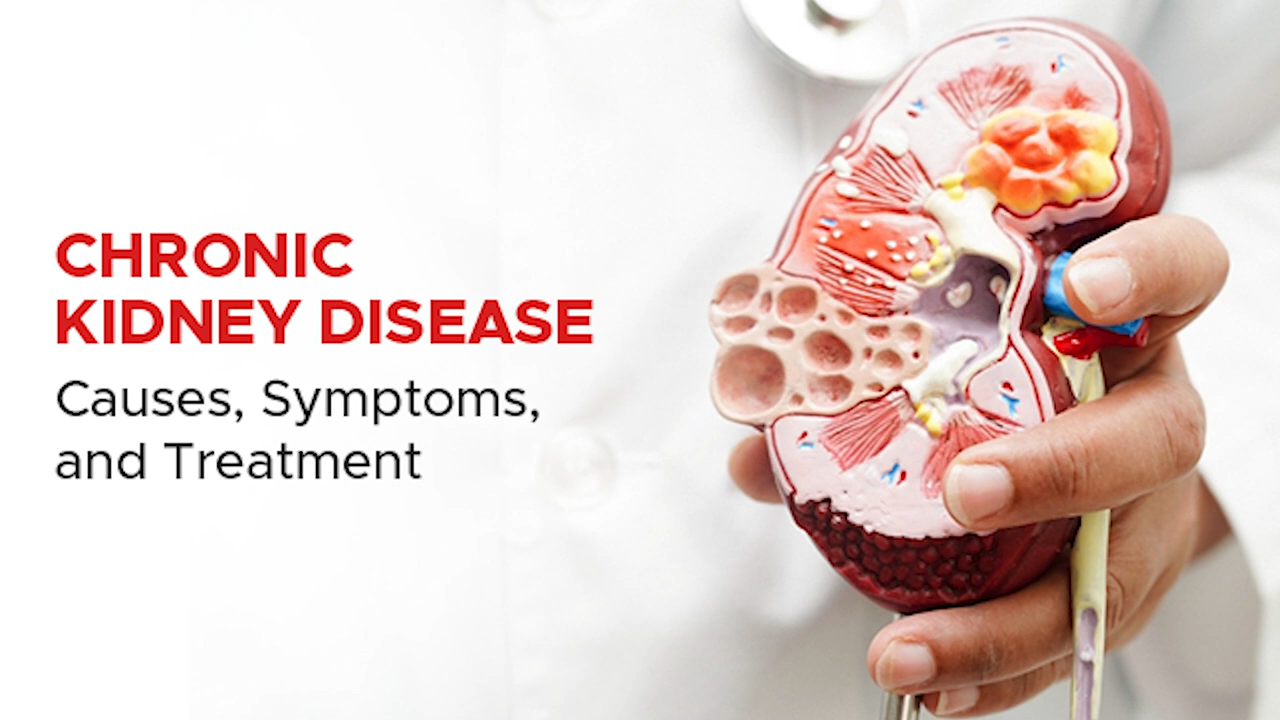 CHRONIC
KIDNEY DISEASE
Causes, Symptoms,
and Treatment